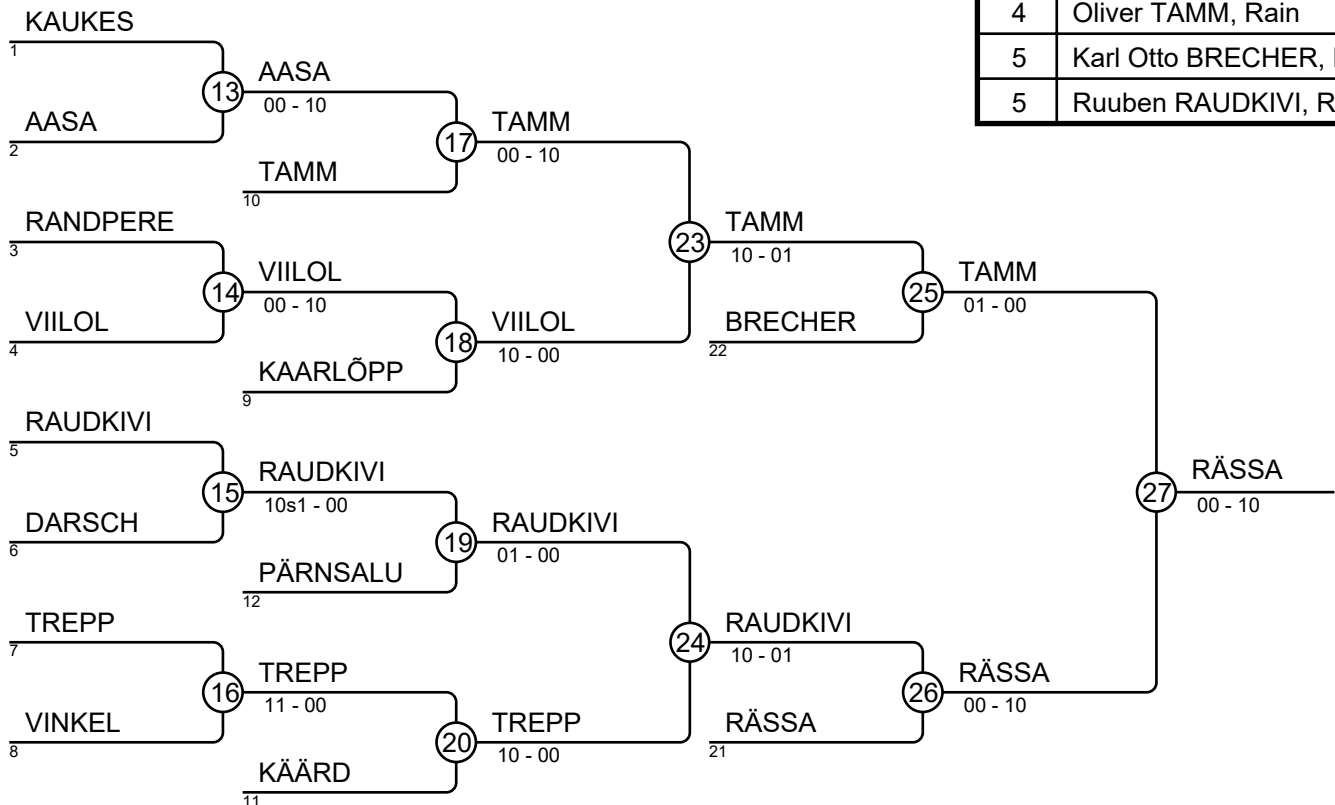 4 Oliver TAMM, Rain
5 Karl Otto BRECHER,
5 Ruuben RAUDKIVI, R
KAUKES
1
13
AASA
00 - 10
AASA
2
17
TAMM
00 - 10
TAMM
10
RANDPERE
3
23
TAMM
10 - 01
14
VIILOL
00 - 10
25
TAMM
01 - 00
VIILOL
4
18
VIILOL
10 - 00
BRECHER
22
KAARLÕPP
9
RAUDKIVI
5
15
RAUDKIVI
10s1 - 00
27
RÄSSA
00 - 10
DARSCH
6
19
RAUDKIVI
01 - 00
PÄRNSALU
12
TREPP
7
24
RAUDKIVI
10 - 01
16
TREPP
11 - 00
26
RÄSSA
00 - 10
VINKEL
8
20
TREPP
10 - 00
RÄSSA
21
KÄÄRD
11